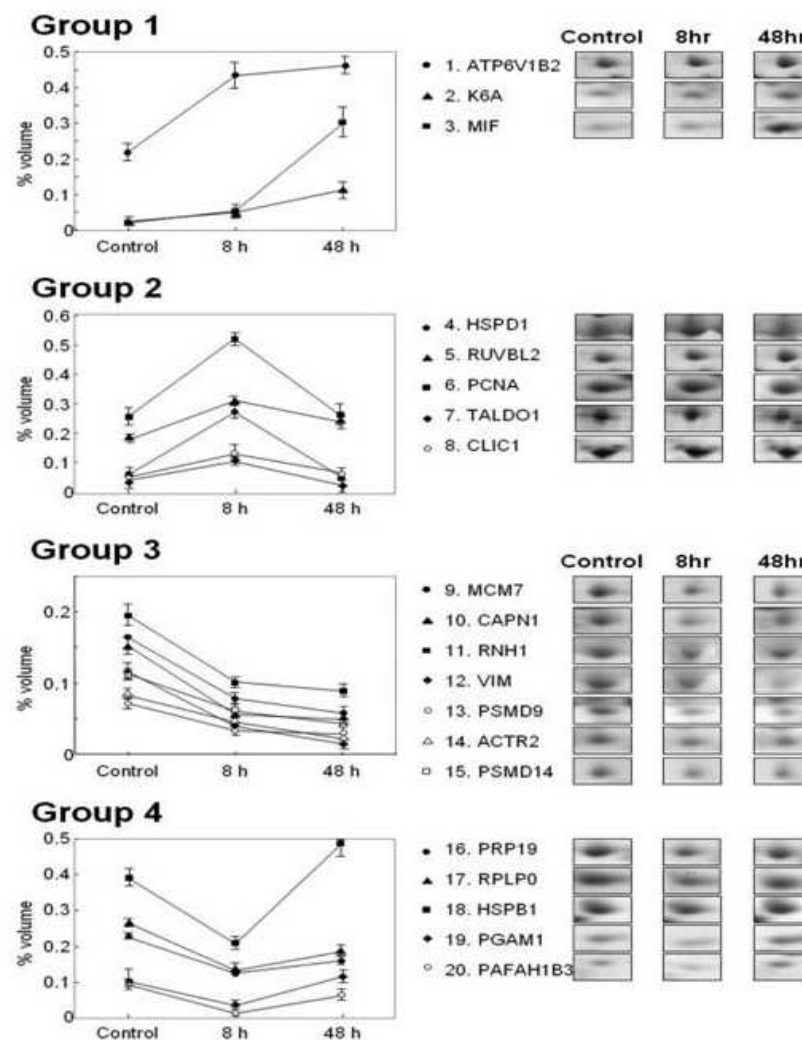 Group 1
Control 8hr 48hr
0.5
0.4
0.3
0.2
0.1
0
% volume
Control 8 h 48 h
1. ATP6V1B2
2. K6A
3. MIF
Group 2
0.6
0.5
0.4
0.3
0.2
0.1
0
% volume
Control 8 h 48 h
4. HSPD1
5. RUVBL2
6. PCNA
7. TALDO1
8. CLIC1
Group 3
Control 8hr 48hr
0.2
0.1
0
% volume
Control 8 h 48 h
9. MCM7
10. CAPN1
11. RNH1
12. VIM
13. PSMD9
14. ACTR2
15. PSMD14
Group 4
0.5
0.4
0.3
0.2
0.1
0
% volume
Control 8 h 48 h
16. PRP19
17. RPLP0
18. HSPB1
19. PGAM1
20. PAFAH1B3